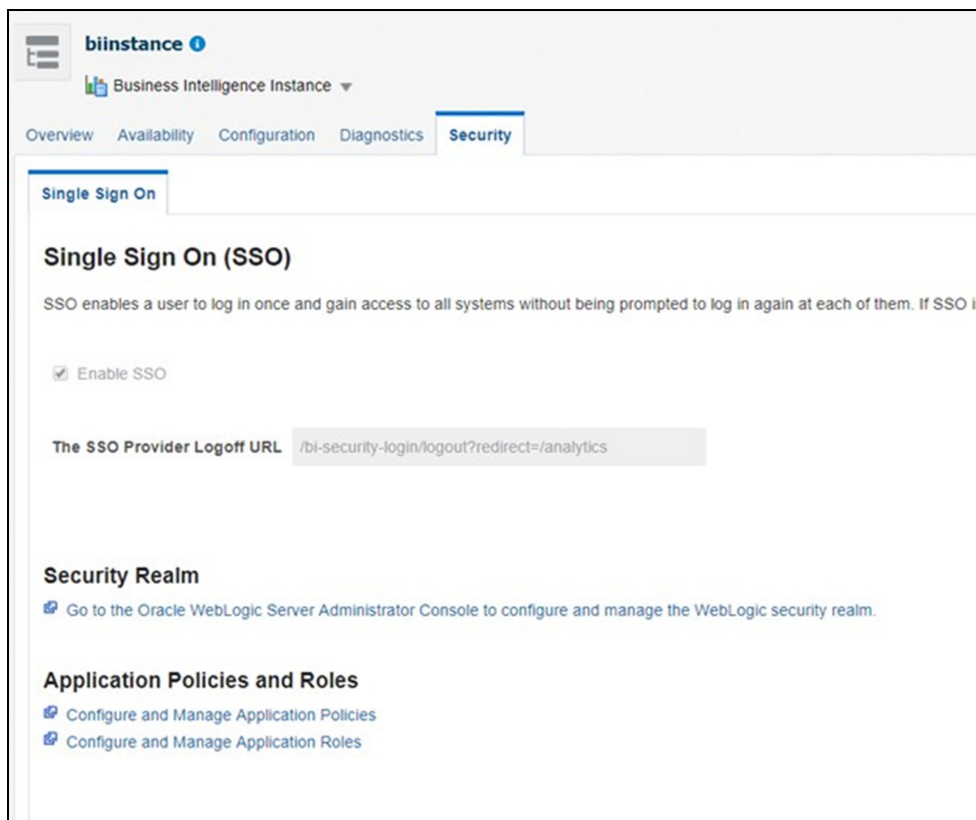 biinstance
Business Intelligence Instance
Overview Availability Configuration Diagnostics Security
Single Sign On
Single Sign On (SSO)
SSO enables a user to log in once and gain access to all systems without being prompted to log in again at each of them. If SSO
Enable SSO
The SSO Provider Logoff URL /bi-security-login/logout?redirect=/analytics
Security Realm
Go to the Oracle WebLogic Server Administrator Console to configure and manage the WebLogic security realm.
Application Policies and Roles
Configure and Manage Application Policies
Configure and Manage Application Roles